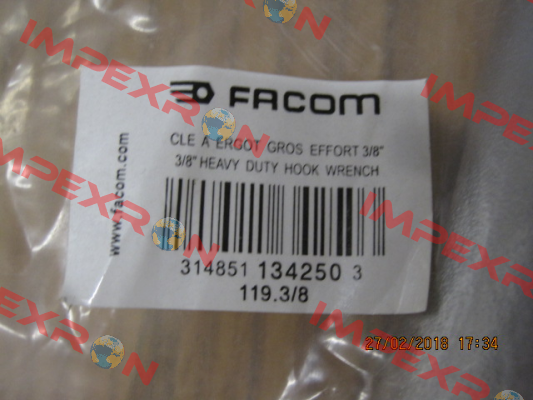 FACOM
CLE A ERGOT GROS EFFORT 3/8"
3/8" HEAVY DUTY HOOK WRENCH
www.facom.com
314851 134250 3
119.3/8
27/02/2018 17:34
IMPEXRON
IMPEXRON
IMPEXRON
IMPEXRON
IMPEXRON